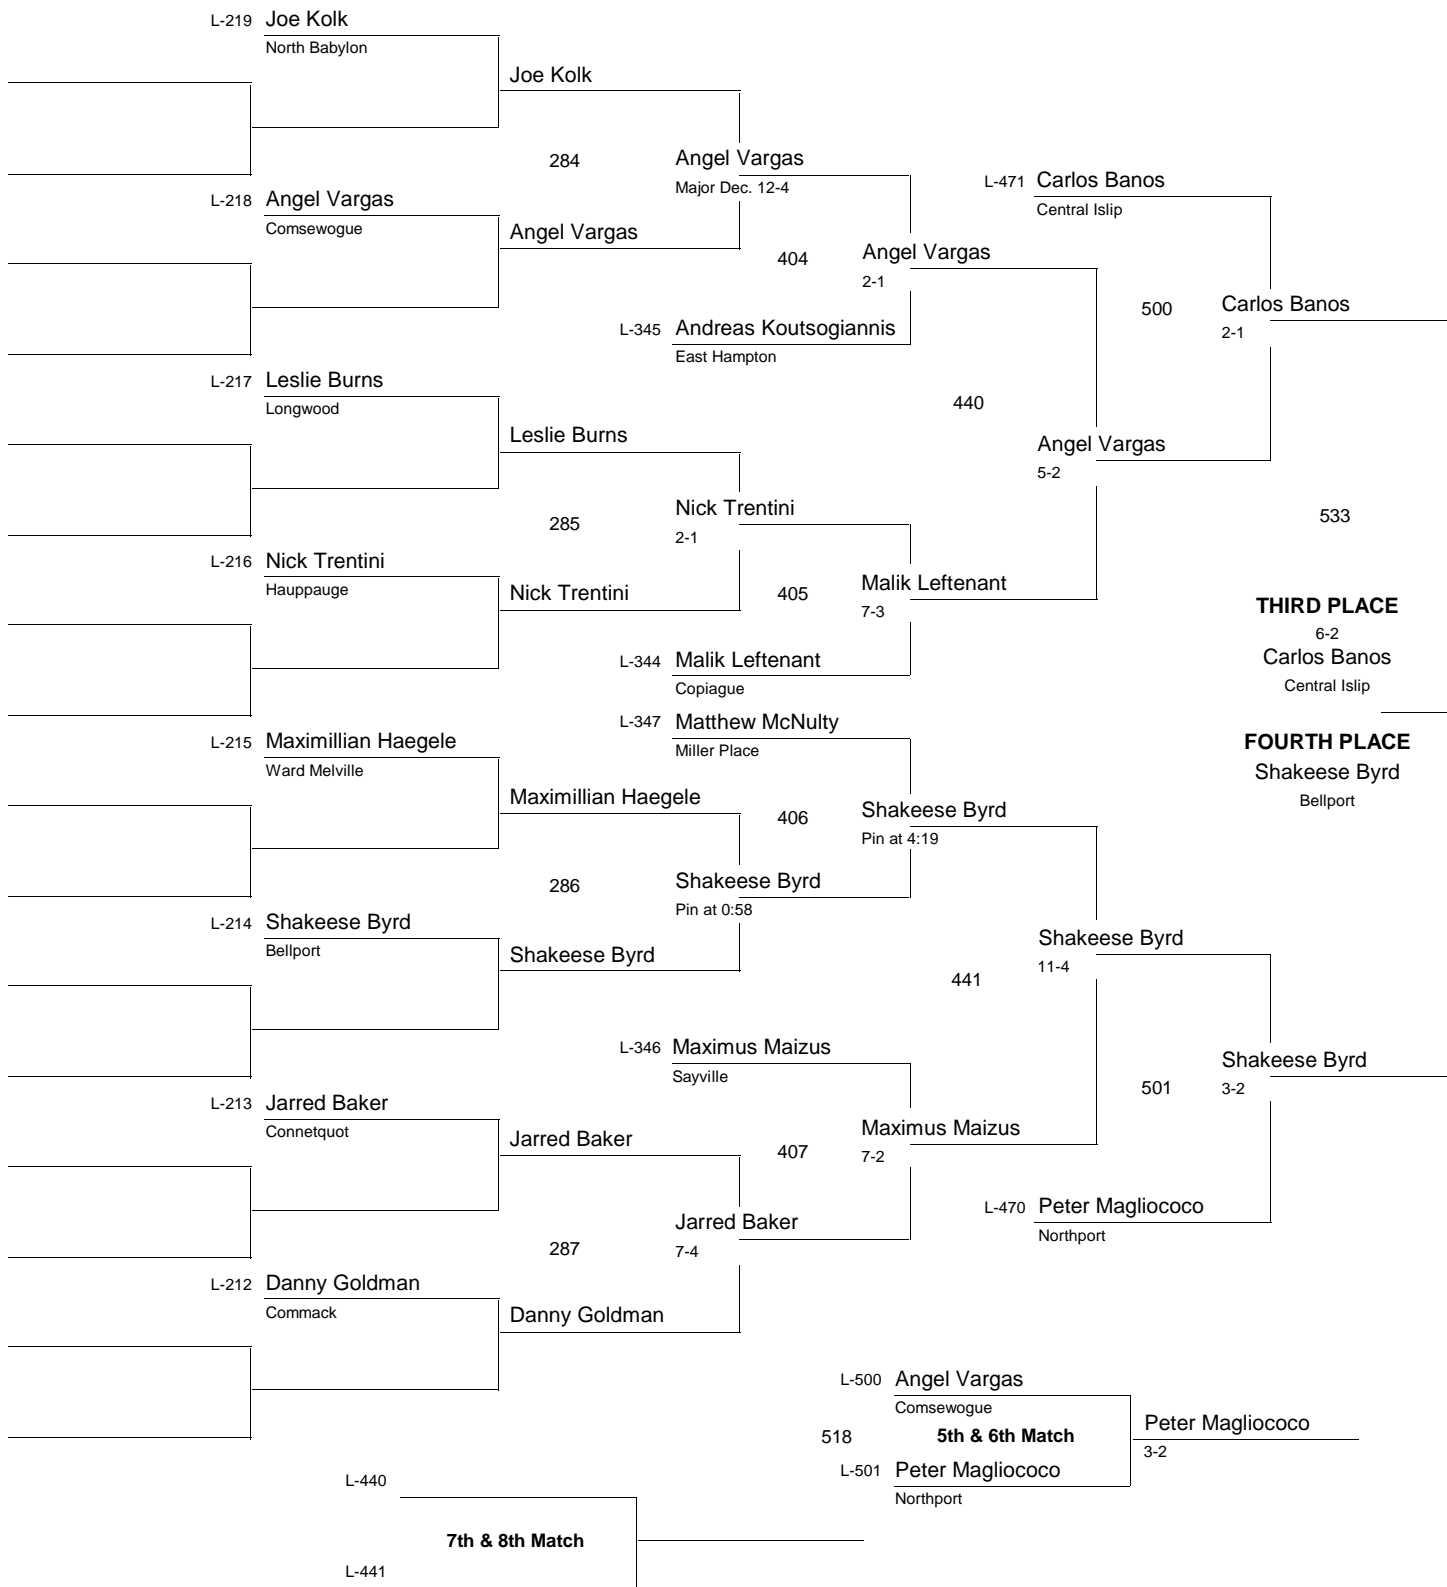 L-219 Joe Kolk
North Babylon
Joe Kolk
284
Angel Vargas
Major Dec. 12-4
L-218 Angel Vargas
Comsewogue
Angel Vargas
404
Angel Vargas
2-1
L-345 Andreas Koutsogiannis
East Hampton
L-471 Carlos Banos
Central Islip
500
Carlos Banos
2-1
L-217 Leslie Burns
Longwood
Leslie Burns
440
Angel Vargas
5-2
285
Nick Trentini
2-1
L-216 Nick Trentini
Hauppauge
Nick Trentini
405
Malik Leftenant
7-3
L-344 Malik Leftenant
Copiague
533
THIRD PLACE
6-2
Carlos Banos
Central Islip
FOURTH PLACE
Shakeese Byrd
Bellport
L-347 Matthew McNulty
Miller Place
L-215 Maximillian Haegele
Ward Melville
Maximillian Haegele
406
Shakeese Byrd
Pin at 4:19
286
Shakeese Byrd
Pin at 0:58
L-214 Shakeese Byrd
Bellport
Shakeese Byrd
441
Shakeese Byrd
11-4
L-346 Maximus Maizus
Sayville
501
Shakeese Byrd
3-2
L-213 Jarred Baker
Connetquot
Jarred Baker
407
Maximus Maizus
7-2
287
Jarred Baker
7-4
L-470 Peter Magliococo
Northport
L-212 Danny Goldman
Commack
Danny Goldman
L-500 Angel Vargas
Comsewogue
518
5th & 6th Match
Peter Magliococo
3-2
L-501 Peter Magliococo
Northport
L-440
7th & 8th Match
L-441